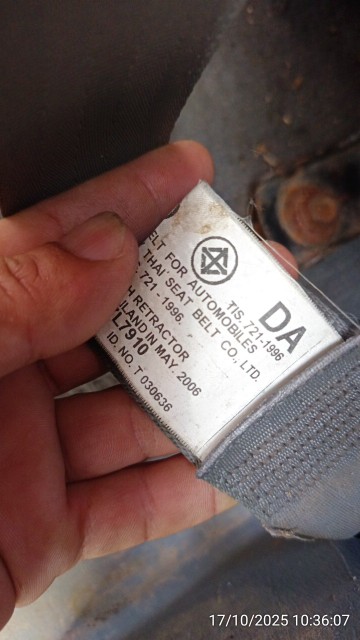 DA
TIS. 721-1996
BELT FOR AUTOMOBILES
THAI SEAT BELT CO., LTD.
721 - 1996
H RETRACTOR
ILAND IN MAY. 2006
L7910
ID. NO. T 030636
17/10/2025 10:36:07